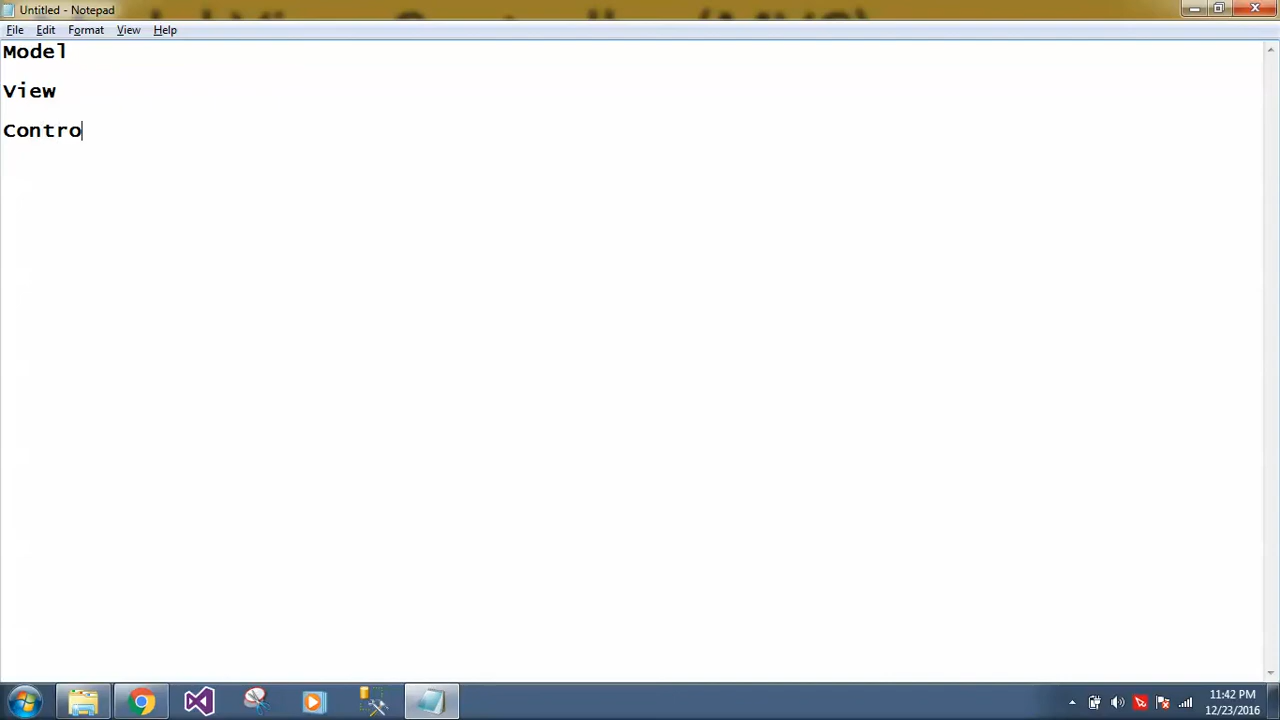 Untitled - Notepad
File Edit Format View Help
Model
View
Contro
11:42 PM
12/23/2016